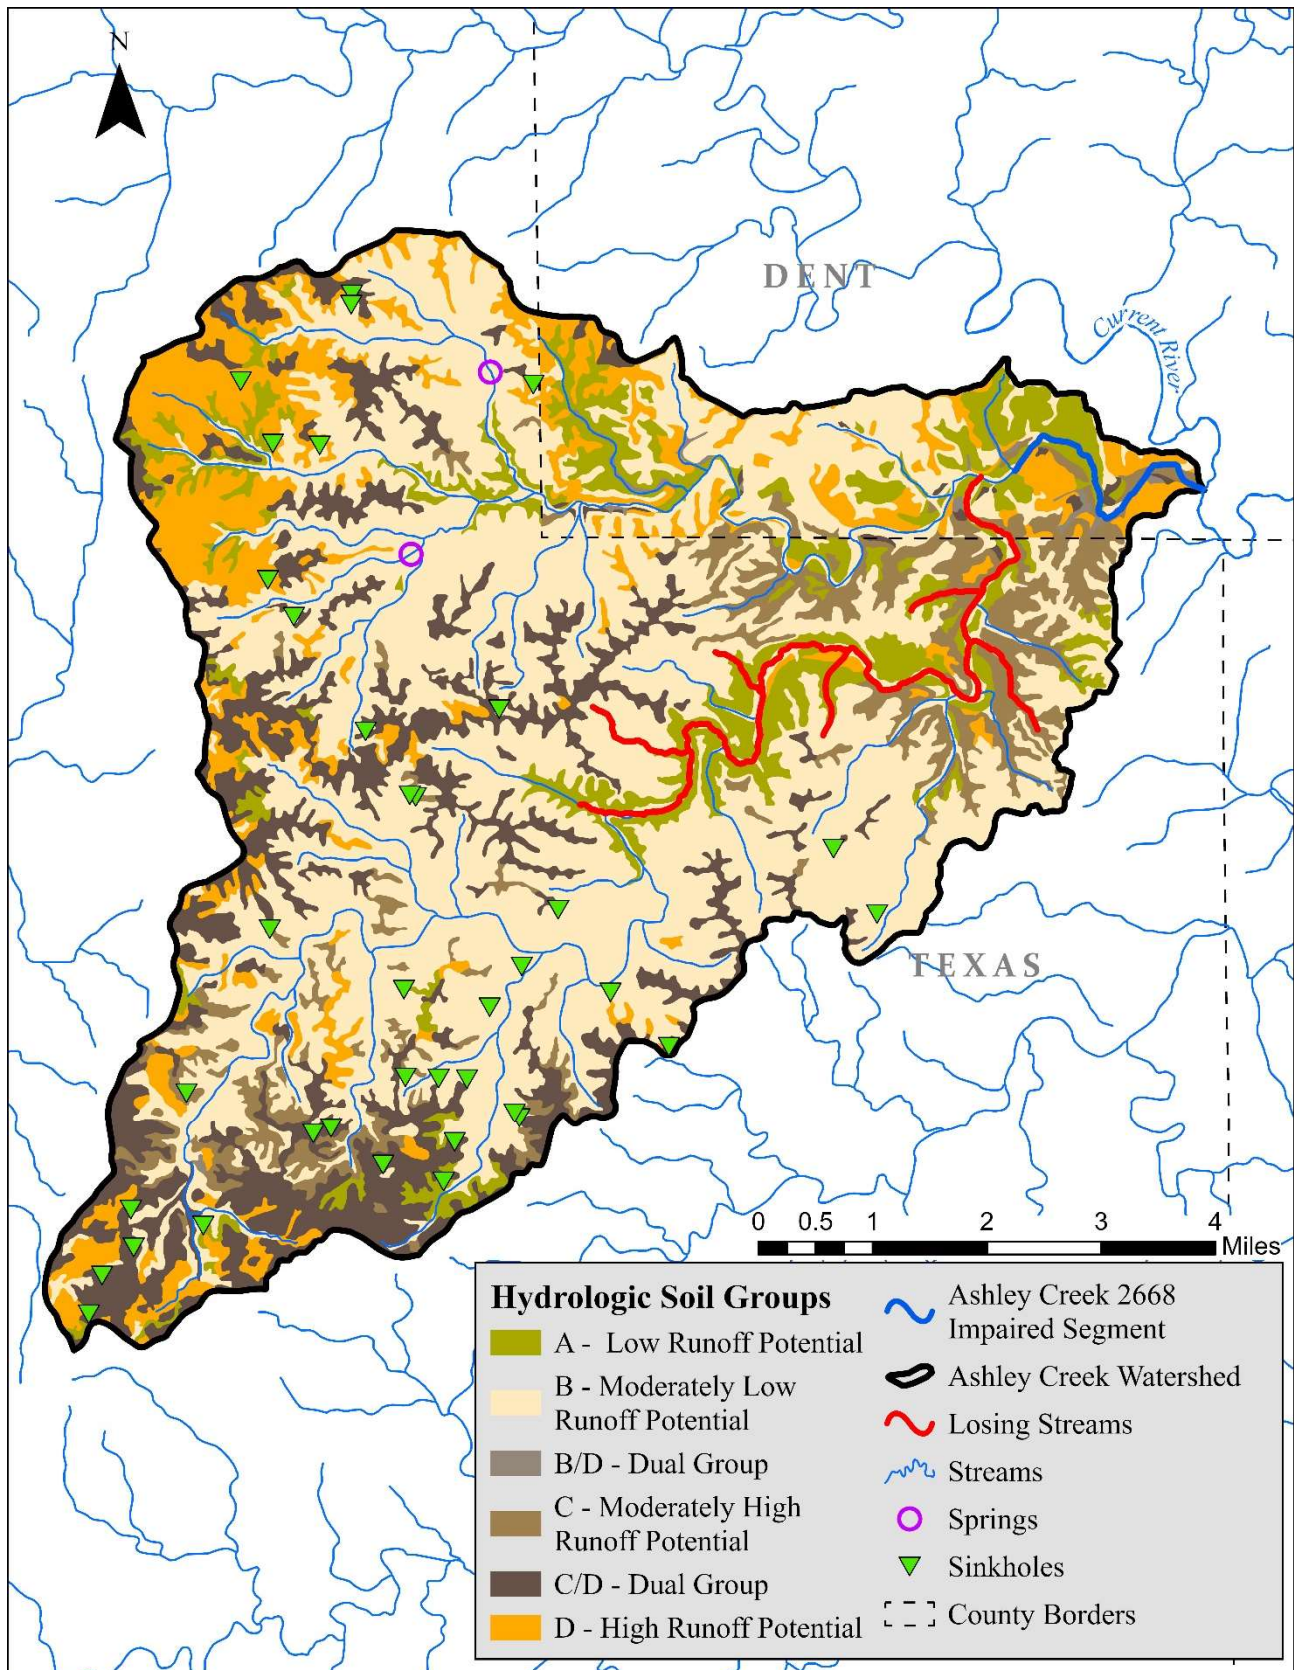 N
DENT
Current River
TEXAS
0 0.5 1 2 3 4
Miles
Hydrologic Soil Groups
A - Low Runoff Potential
B - Moderately Low
Runoff Potential
B/D - Dual Group
C - Moderately High
Runoff Potential
C/D - Dual Group
D - High Runoff Potential
Ashley Creek 2668
Impaired Segment
Ashley Creek Watershed
Losing Streams
Streams
Springs
Sinkholes
County Borders